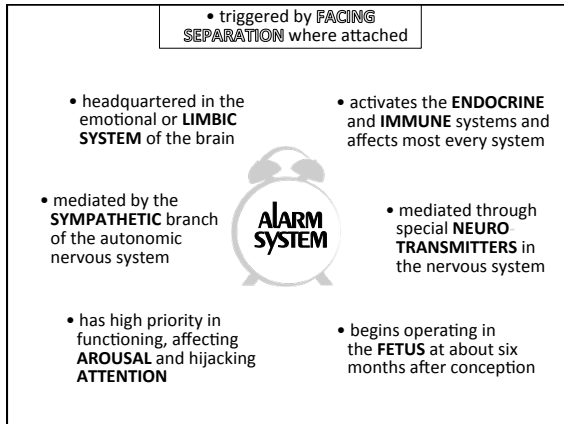 • triggered by FACING
SEPARATION where attached
• headquartered in the
emotional or LIMBIC
SYSTEM of the brain
• activates the ENDOCRINE
and IMMUNE systems and
affects most every system
• mediated by the
SYMPATHETIC branch
of the autonomic
nervous system
ALARM
SYSTEM
• mediated through
special NEURO-
TRANSMITTERS in
the nervous system
• has high priority in
functioning, affecting
AROUSAL and hijacking
ATTENTION
• begins operating in
the FETUS at about six
months after conception